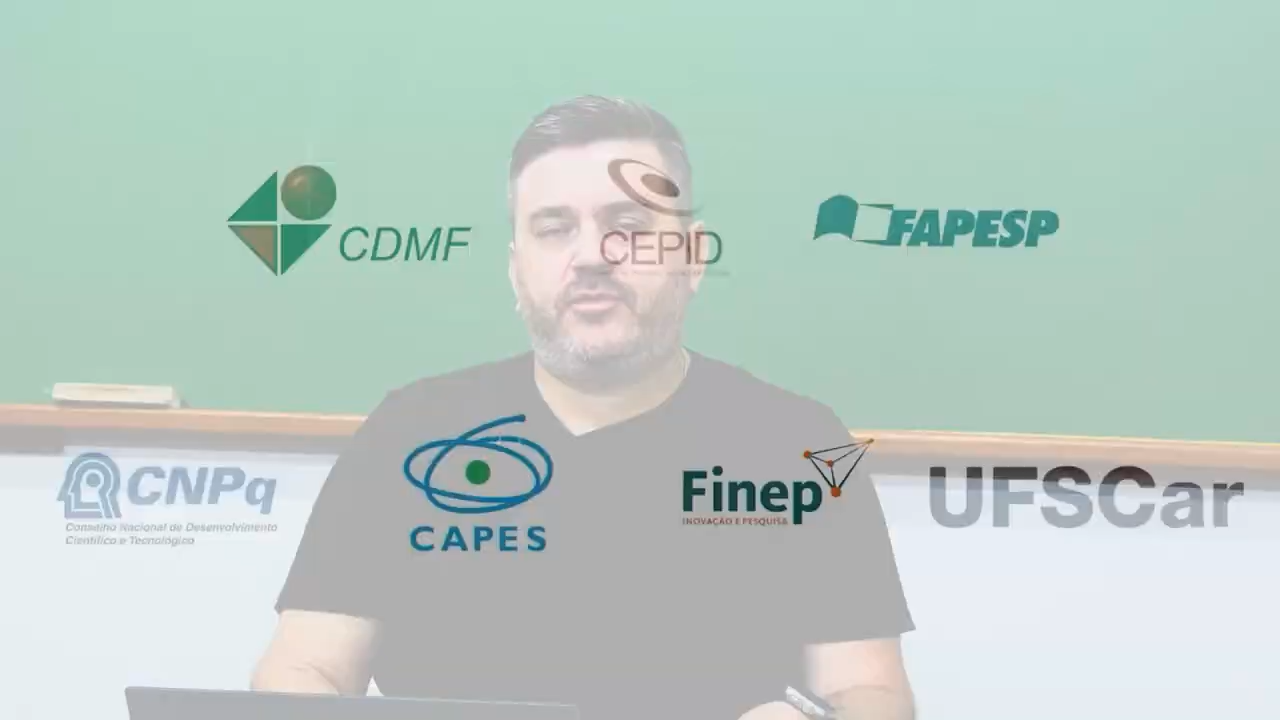 CDMF
CEPID
FAPESP
CNPq
Conselho Nacional de Desenvolvimento
Científico e Tecnológico
CAPES
Finep
INOVAÇÃO E PESQUISA
UFSCar